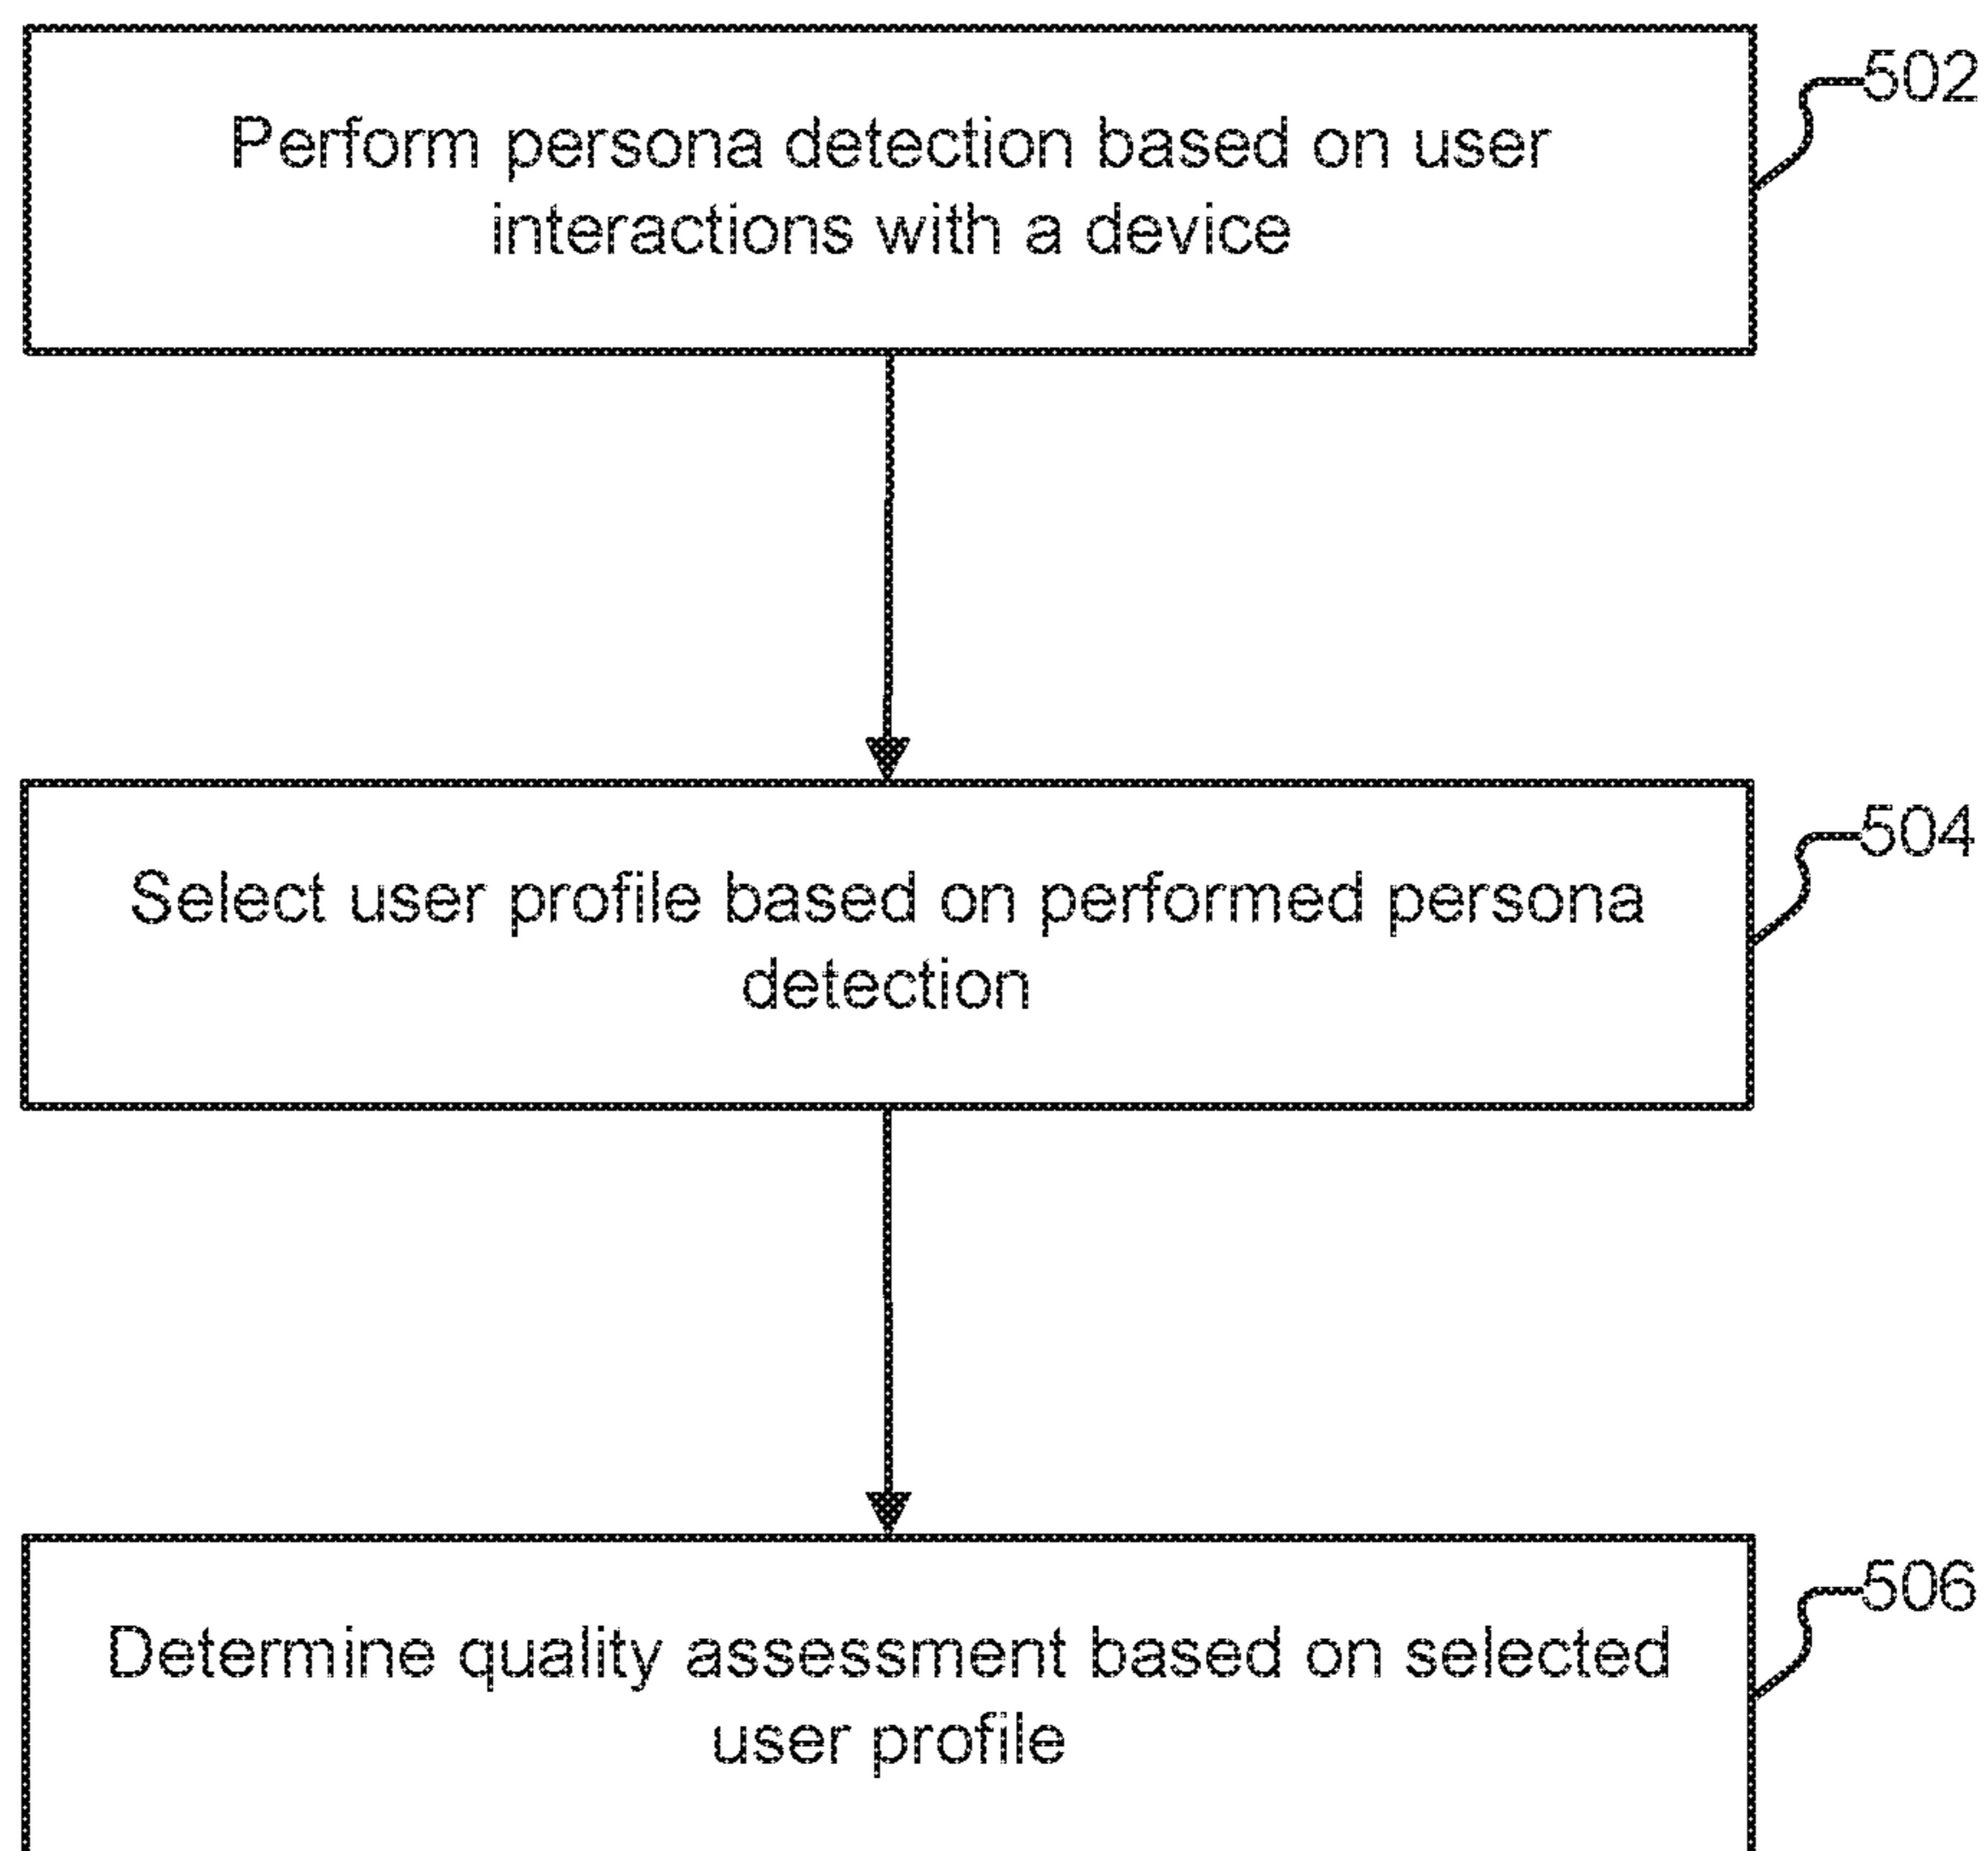 Perform persona detection based on user
interactions with a device
502
Select user profile based on performed persona
detection
504
Determine quality assessment based on selected
user profile
506